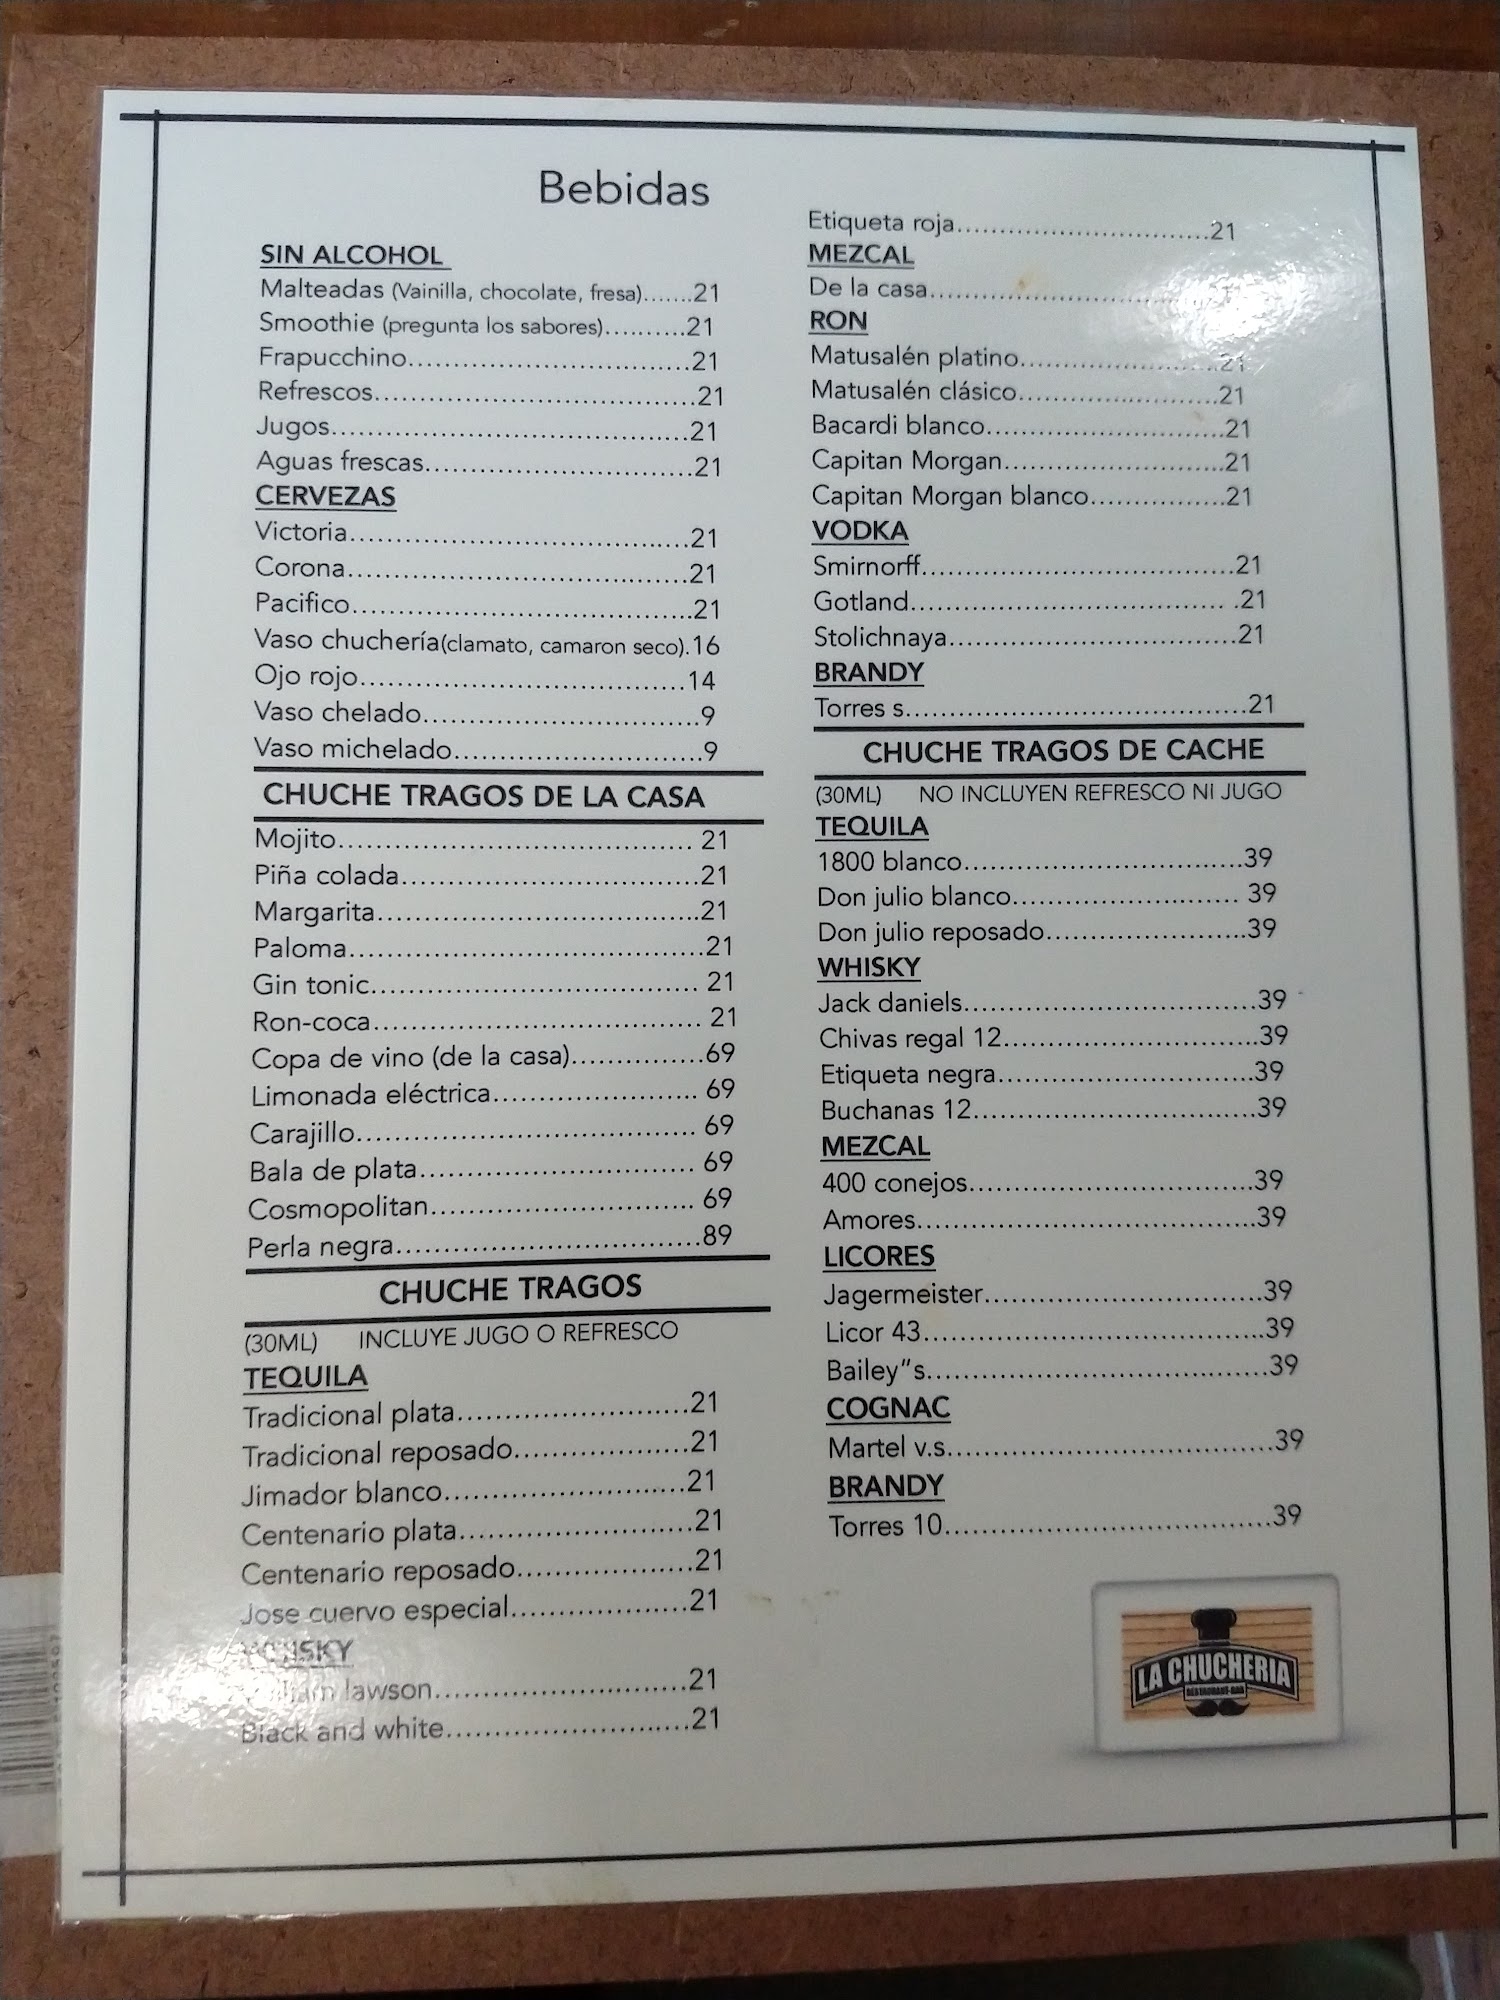 Bebidas
SIN ALCOHOL
Malteadas (Vainilla, chocolate, fresa).......21
Smoothie (pregunta los sabores)..........21
Frapucchino................................21
Refrescos....................................21
Jugos........................................21
Aguas frescas..............................21
CERVEZAS
Victoria......................................21
Corona......................................21
Pacifico......................................21
Vaso chuchería(clamato, camaron seco).16
Ojo rojo.....................................14
Vaso chelado...............................9
Vaso michelado............................9
CHUCHE TRAGOS DE LA CASA
Mojito........................................ 21
Piña colada.................................21
Margarita....................................21
Paloma.......................................21
Gin tonic..................................... 21
Ron-coca..................................... 21
Copa de vino (de la casa)...............69
Limonada eléctrica....................... 69
Carajillo...................................... 69
Bala de plata............................... 69
Cosmopolitan.............................. 69
Perla negra..................................89
CHUCHE TRAGOS
(30ML) INCLUYE JUGO O REFRESCO
TEQUILA
Tradicional plata..........................21
Tradicional reposado....................21
Jimador blanco...........................21
Centenario plata..........................21
Centenario reposado....................21
Jose cuervo especial....................21
lawson............................21
Black and white...........................21
Etiqueta roja............................21
MEZCAL
De la casa..............................
RON
Matusalén platino......................21
Matusalén clásico......................21
Bacardi blanco..........................21
Capitan Morgan........................21
Capitan Morgan blanco...............21
VODKA
Smirnorff..................................21
Gotland................................... .21
Stolichnaya................................21
BRANDY
Torres s......................................21
CHUCHE TRAGOS DE CACHE
(30ML) NO INCLUYEN REFRESCO NI JUGO
TEQUILA
1800 blanco...............................39
Don julio blanco......................... 39
Don julio reposado......................39
WHISKY
Jack daniels................................39
Chivas regal 12............................39
Etiqueta negra............................39
Buchanas 12...............................39
MEZCAL
400 conejos...............................39
Amores.....................................39
LICORES
Jagermeister..............................39
Licor 43.....................................39
Bailey"s.....................................39
COGNAC
Martel v.s...................................39
BRANDY
Torres 10...................................39
LA CHUCHERIA
RESTAURANT-BAR